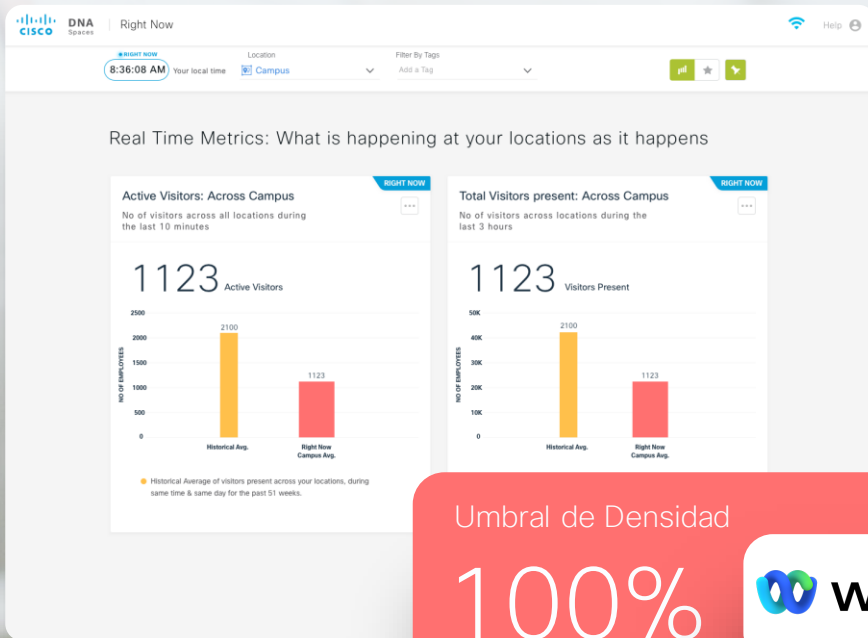 CISCO DNA Spaces Right Now Help
RIGHT NOW Location Filter By Tags
8:36:08 AM Your local time Campus Add a Tag
Real Time Metrics: What is happening at your locations as it happens
RIGHT NOW
Active Visitors: Across Campus
No of visitors across all locations during
the last 10 minutes
1123 Active Visitors
2500
2000
1500
1000
500
0
NO OF EMPLOYEES
2100
1123
Historical Avg.
Right Now
Campus Avg.
Historical Average of visitors present across your locations, during
same time & same day for the past 51 weeks.
RIGHT NOW
Total Visitors present: Across Campus
No of visitors across locations during the
last 3 hours
1123 Visitors Present
50K
40K
30K
20K
10K
0
NO OF EMPLOYEES
2100
1123
Historical Avg.
Right Now
Campus Avg.
Umbral de Densidad
100%